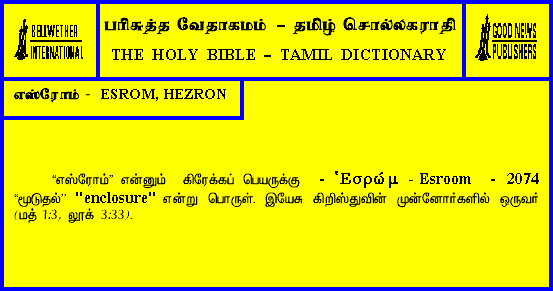 BELLWETHER
INTERNATIONAL
பரிசுத்த வேதாகமம் – தமிழ் சொல்லகராதி
THE HOLY BIBLE – TAMIL DICTIONARY
GOOD NEWS
PUBLISHERS
எஸ்ரோம் - ESROM, HEZRON
“எஸ்ரோம்” என்னும் கிரேக்கப் பெயருக்கு - Ἑσρώμ - Esroom - 2074
“மூடுதல்” "enclosure" என்று பொருள். இயேசு கிறிஸ்துவின் முன்னோர்களில் ஒருவர்
(மத் 1:3, லூக் 3:33).